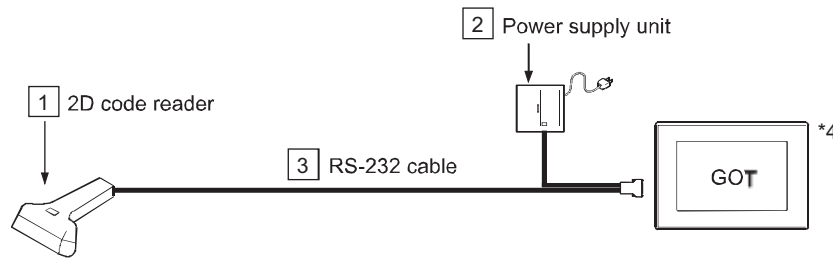 2 Power supply unit
1 2D code reader
*4
3 RS-232 cable
GOT